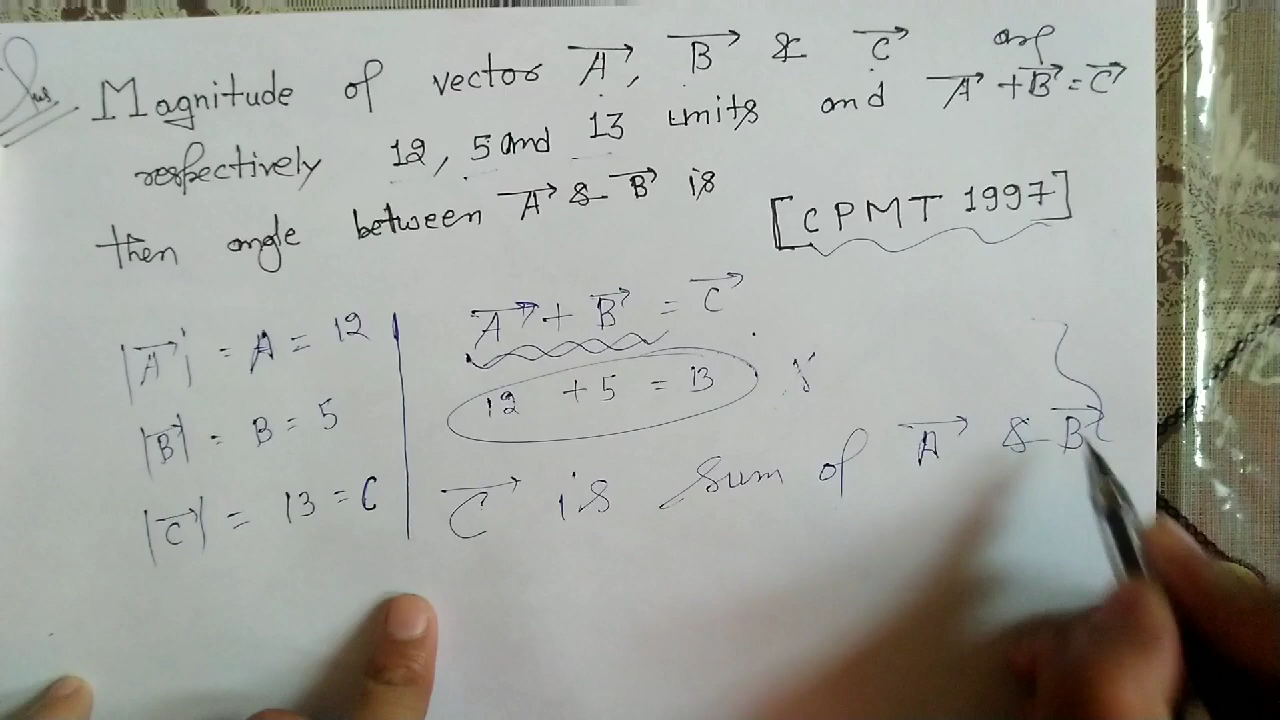 Magnitude of vector A, B & C are
respectively 12, 5 and 13 units and A + B = C
then angle between A & B is
[CPMT 1997]
|A| = A = 12
|B| = B = 5
|C| = 13 = C
A + B = C
12 + 5 = 13 x
C is sum of A & B